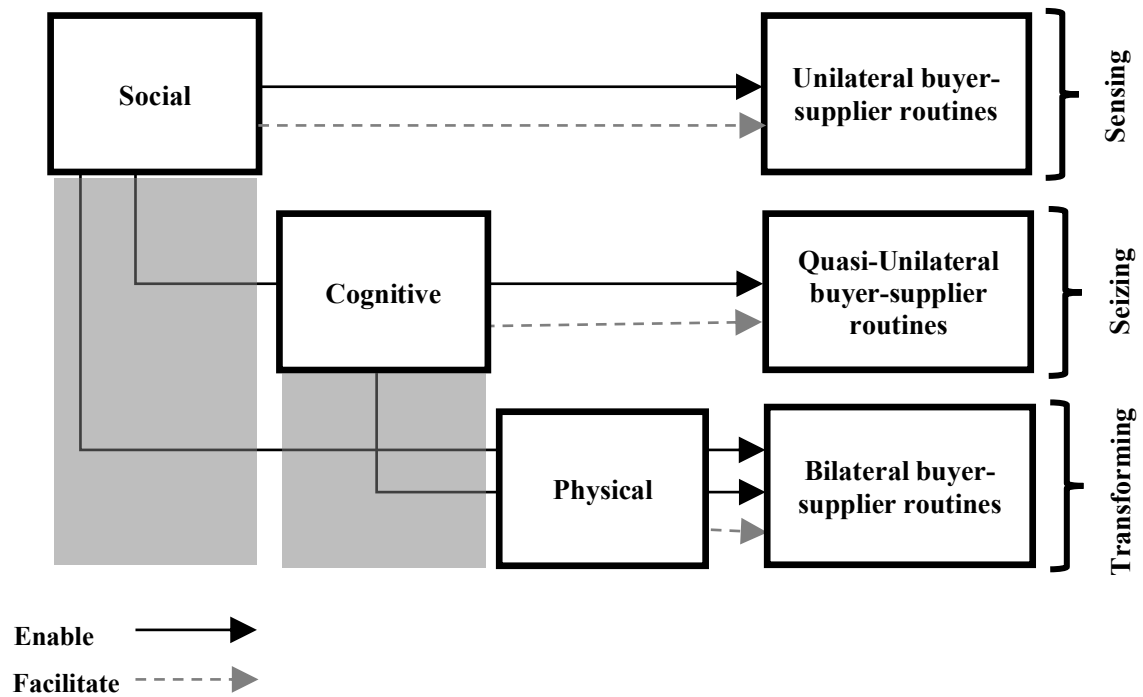 Social
Unilateral buyer-
supplier routines
Sensing
Cognitive
Quasi-Unilateral
buyer-supplier
routines
Seizing
Physical
Bilateral buyer-
supplier routines
Transforming
Enable
Facilitate